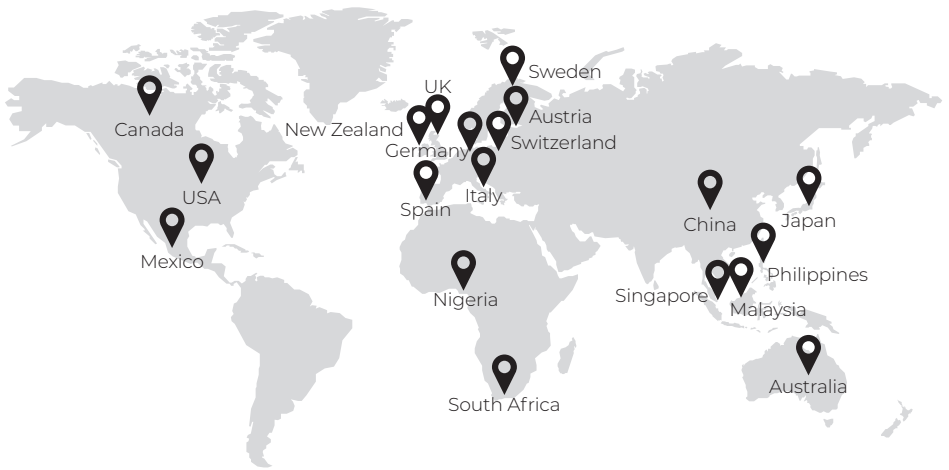 Sweden
UK
Austria
Canada
New Zealand
Switzerland
Germany
USA
Italy
Spain
China
Japan
Mexico
Philippines
Singapore
Nigeria
Malaysia
Australia
South Africa